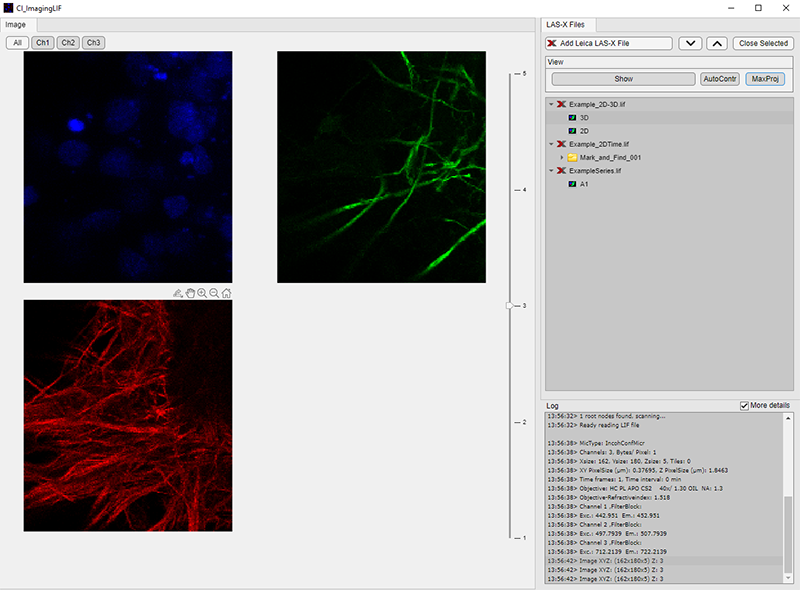 CI_ImagingLIF
Image
All Ch1 Ch2 Ch3
5
4
3
2
1
LAS-X Files
Add Leica LAS-X File
Close Selected
View
Show AutoContr MaxProj
Example_2D-3D.lif
3D
2D
Example_2DTime.lif
Mark_and_Find_001
ExampleSeries.lif
A1
Log
More details
13:56:32> 1 root nodes found, scanning...
13:56:32> Ready reading LIF file
13:56:38> MicType: IncohConfMicr
13:56:38> Channels: 3, Bytes/ Pixel: 1
13:56:38> Xsize: 162, Ysize: 180, Zsize: 5, Tiles: 0
13:56:38> XY PixelSize (µm): 0.37695, Z PixelSize (µm): 1.8463
13:56:38> Time frames: 1, Time interval: 0 min
13:56:38> Objective: HC PL APO CS2 40x/ 1.30 OIL NA: 1.3
13:56:38> Objective-RefractiveIndex: 1.518
13:56:38> Channel 1 ,FilterBlock:
13:56:38> Exc.: 442.951 Em.: 452.951
13:56:38> Channel 2 ,FilterBlock:
13:56:38> Exc.: 497.7939 Em.: 507.7939
13:56:38> Channel 3 ,FilterBlock:
13:56:38> Exc.: 712.2139 Em.: 722.2139
13:56:42> Image XYZ: (162x180x5) Z: 3
13:56:42> Image XYZ: (162x180x5) Z: 3
13:56:42> Image XYZ: (162x180x5) Z: 3